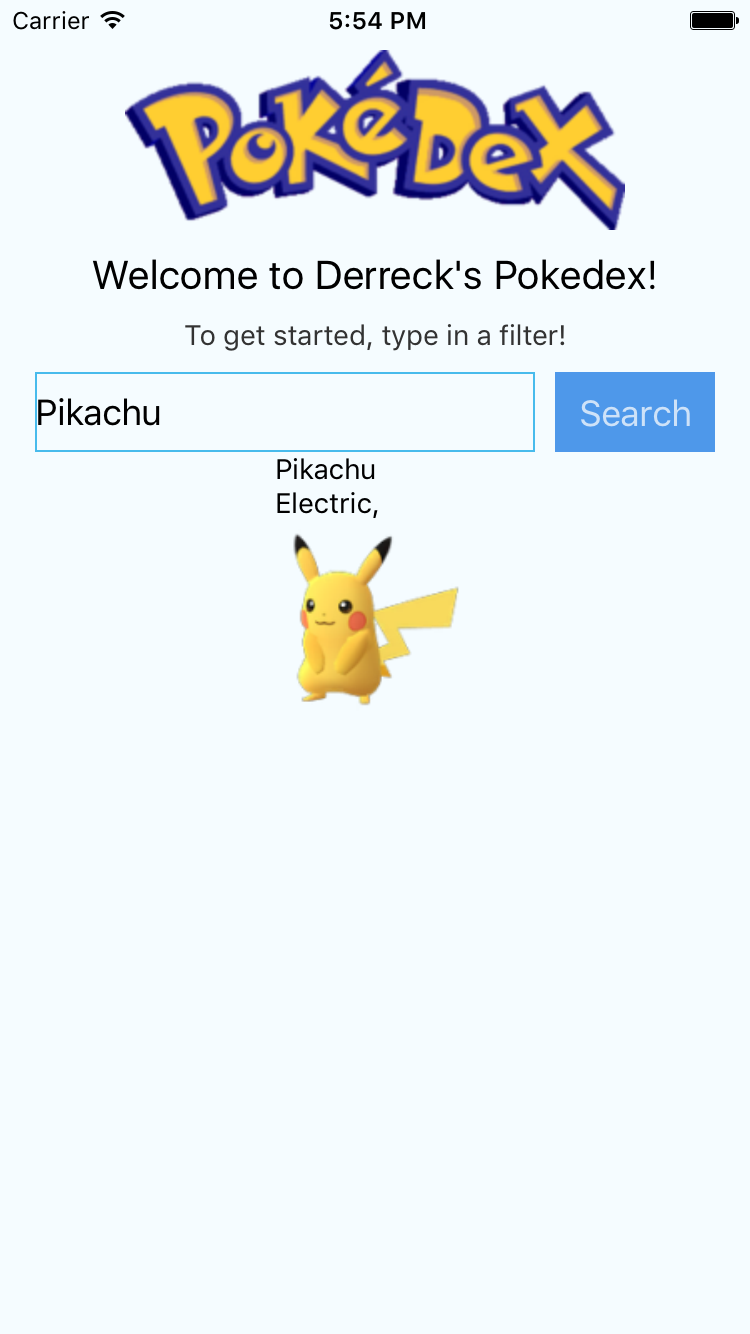 Carrier 5:54 PM
PoKéDeX
Welcome to Derreck's Pokedex!
To get started, type in a filter!
Pikachu Search
Pikachu
Electric,